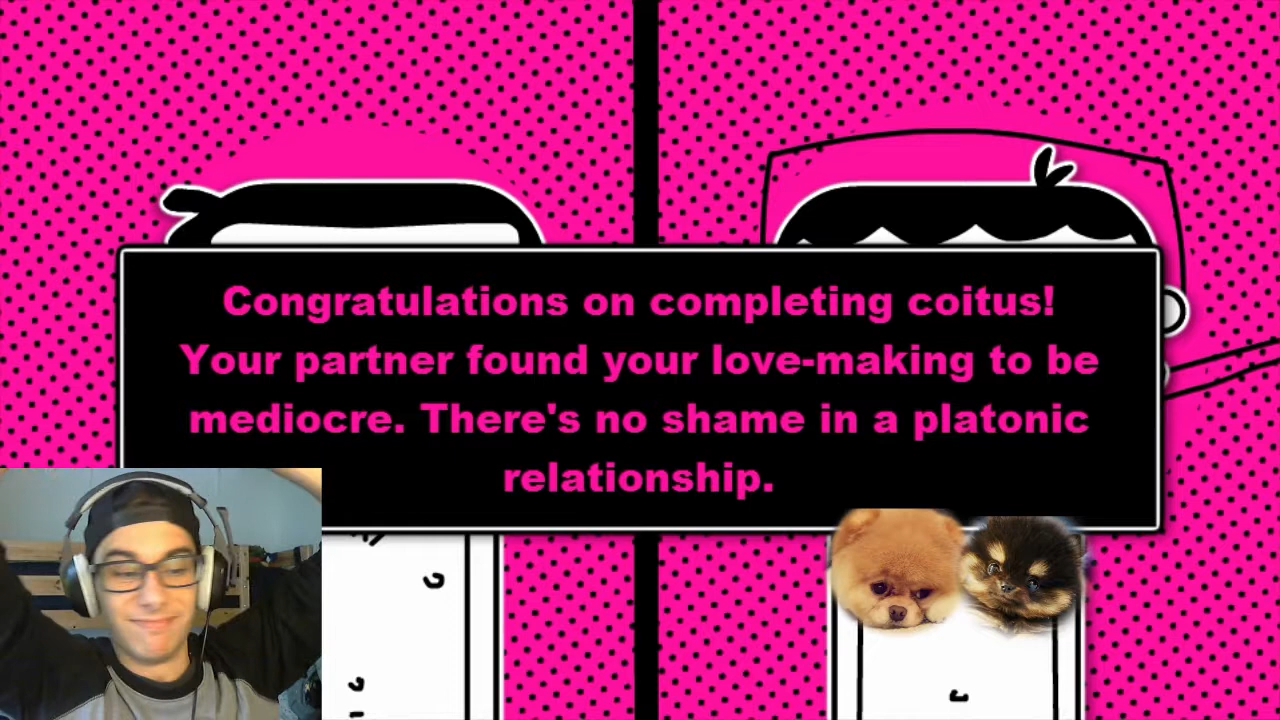 Congratulations on completing coitus!
Your partner found your love-making to be
mediocre. There's no shame in a platonic
relationship.